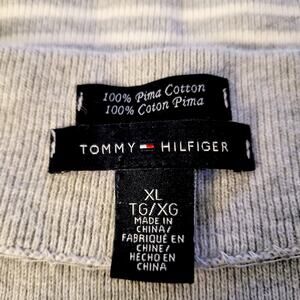 100% Pima Cotton
100% Coton Pima
TOMMY HILFIGER
XL
TG/XG
MADE IN
CHINA/
FABRIQUÉ EN
CHINE/
HECHO EN
CHINA